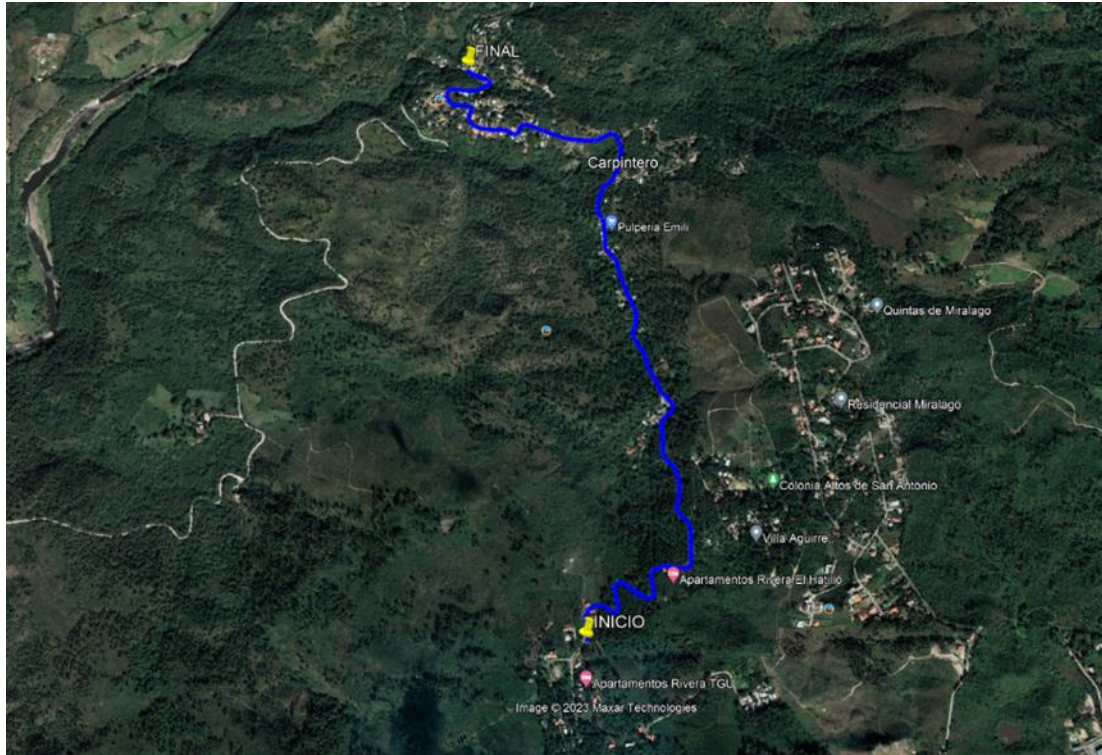 FINAL
Carpintero
Pulperia Emili
Quintas de Miralago
Residencial Miralago
Colonia Altos de San Antonio
Villa Aguirre
Apartamentos Rivera El Hatillo
INICIO
Apartamentos Rivera TGU
Image © 2023 Maxar Technologies